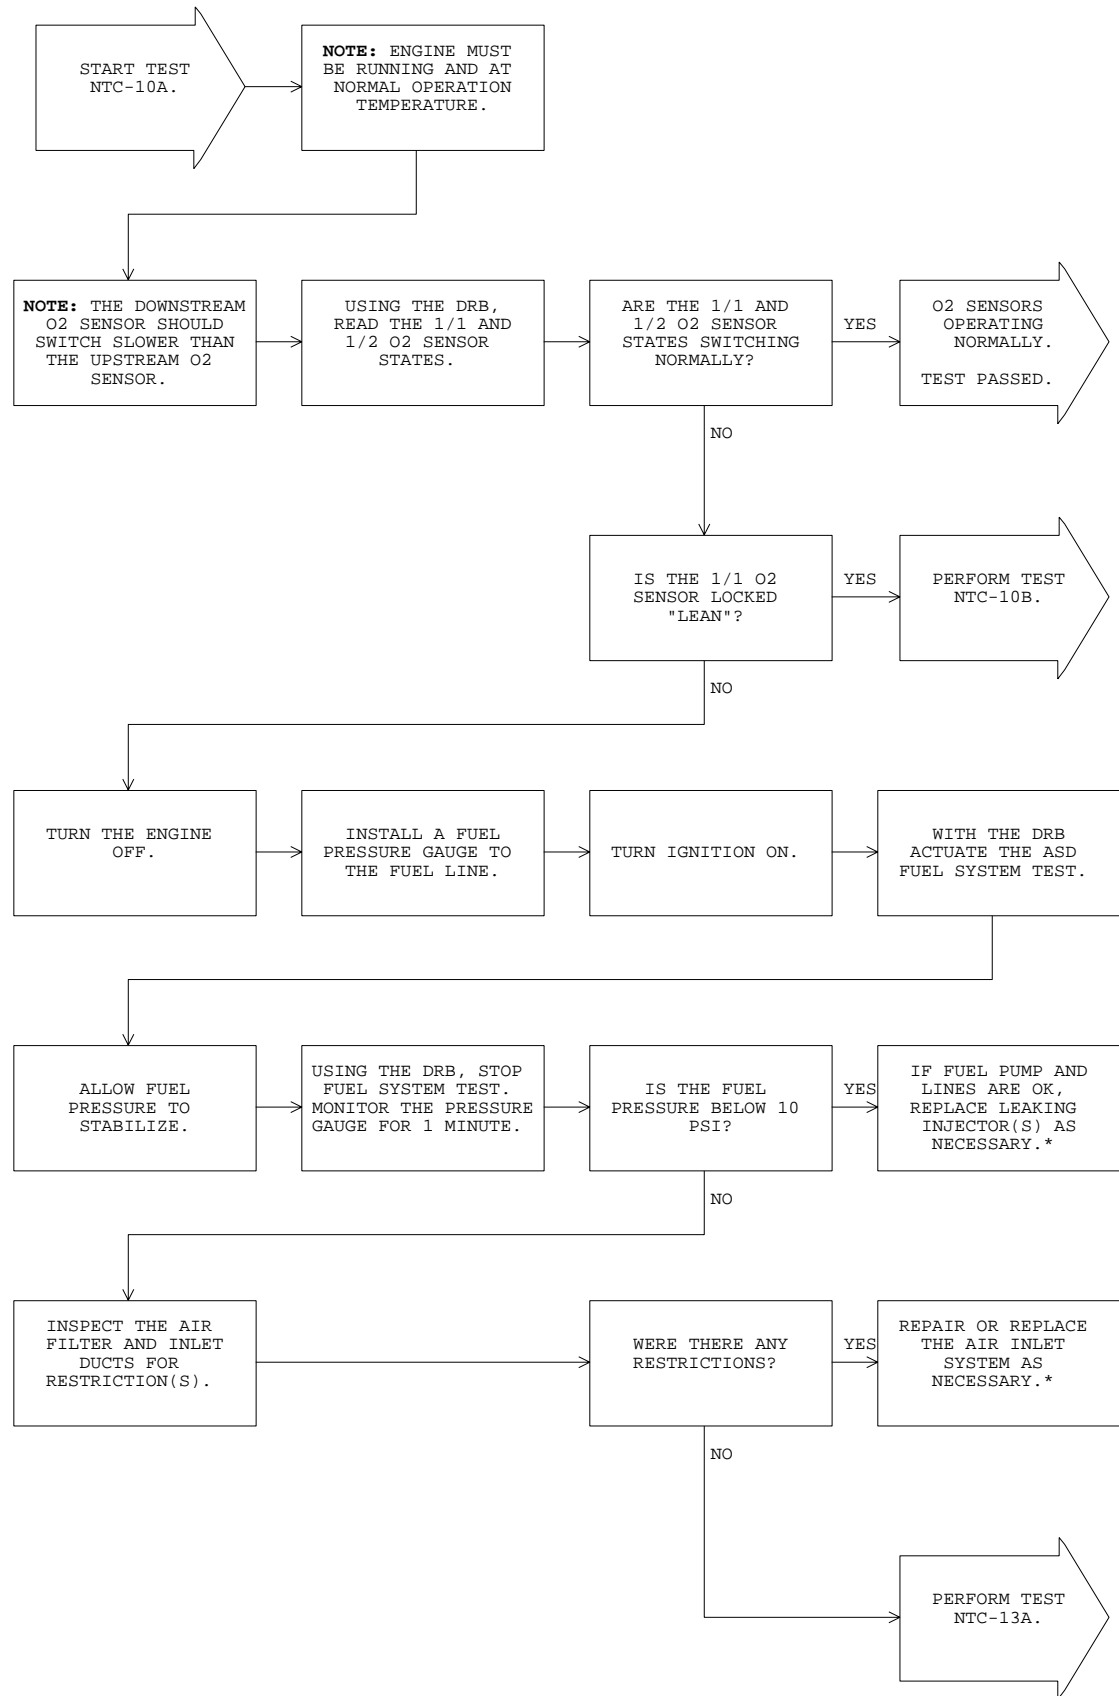 START TEST
NTC-10A.
NOTE: ENGINE MUST
BE RUNNING AND AT
NORMAL OPERATION
TEMPERATURE.
NOTE: THE DOWNSTREAM
O2 SENSOR SHOULD
SWITCH SLOWER THAN
THE UPSTREAM O2
SENSOR.
USING THE DRB,
READ THE 1/1 AND
1/2 O2 SENSOR
STATES.
ARE THE 1/1 AND
1/2 O2 SENSOR
STATES SWITCHING
NORMALLY?
YES
O2 SENSORS
OPERATING
NORMALLY.
TEST PASSED.
NO
IS THE 1/1 O2
SENSOR LOCKED
"LEAN"?
YES
PERFORM TEST
NTC-10B.
NO
TURN THE ENGINE
OFF.
INSTALL A FUEL
PRESSURE GAUGE TO
THE FUEL LINE.
TURN IGNITION ON.
WITH THE DRB
ACTUATE THE ASD
FUEL SYSTEM TEST.
ALLOW FUEL
PRESSURE TO
STABILIZE.
USING THE DRB, STOP
FUEL SYSTEM TEST.
MONITOR THE PRESSURE
GAUGE FOR 1 MINUTE.
IS THE FUEL
PRESSURE BELOW 10
PSI?
YES
IF FUEL PUMP AND
LINES ARE OK,
REPLACE LEAKING
INJECTOR(S) AS
NECESSARY.*
NO
INSPECT THE AIR
FILTER AND INLET
DUCTS FOR
RESTRICTION(S).
WERE THERE ANY
RESTRICTIONS?
YES
REPAIR OR REPLACE
THE AIR INLET
SYSTEM AS
NECESSARY.*
NO
PERFORM TEST
NTC-13A.